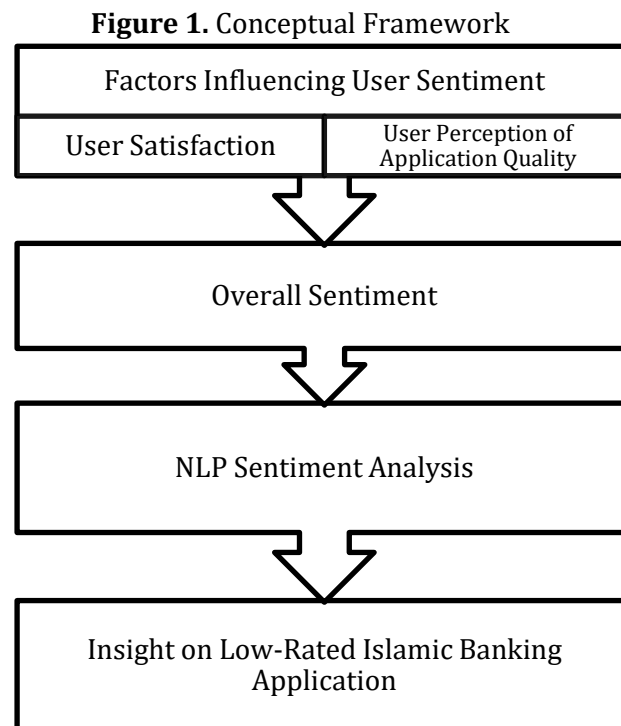 Figure 1. Conceptual Framework
Factors Influencing User Sentiment
User Satisfaction
User Perception of
Application Quality
Overall Sentiment
NLP Sentiment Analysis
Insight on Low-Rated Islamic Banking
Application